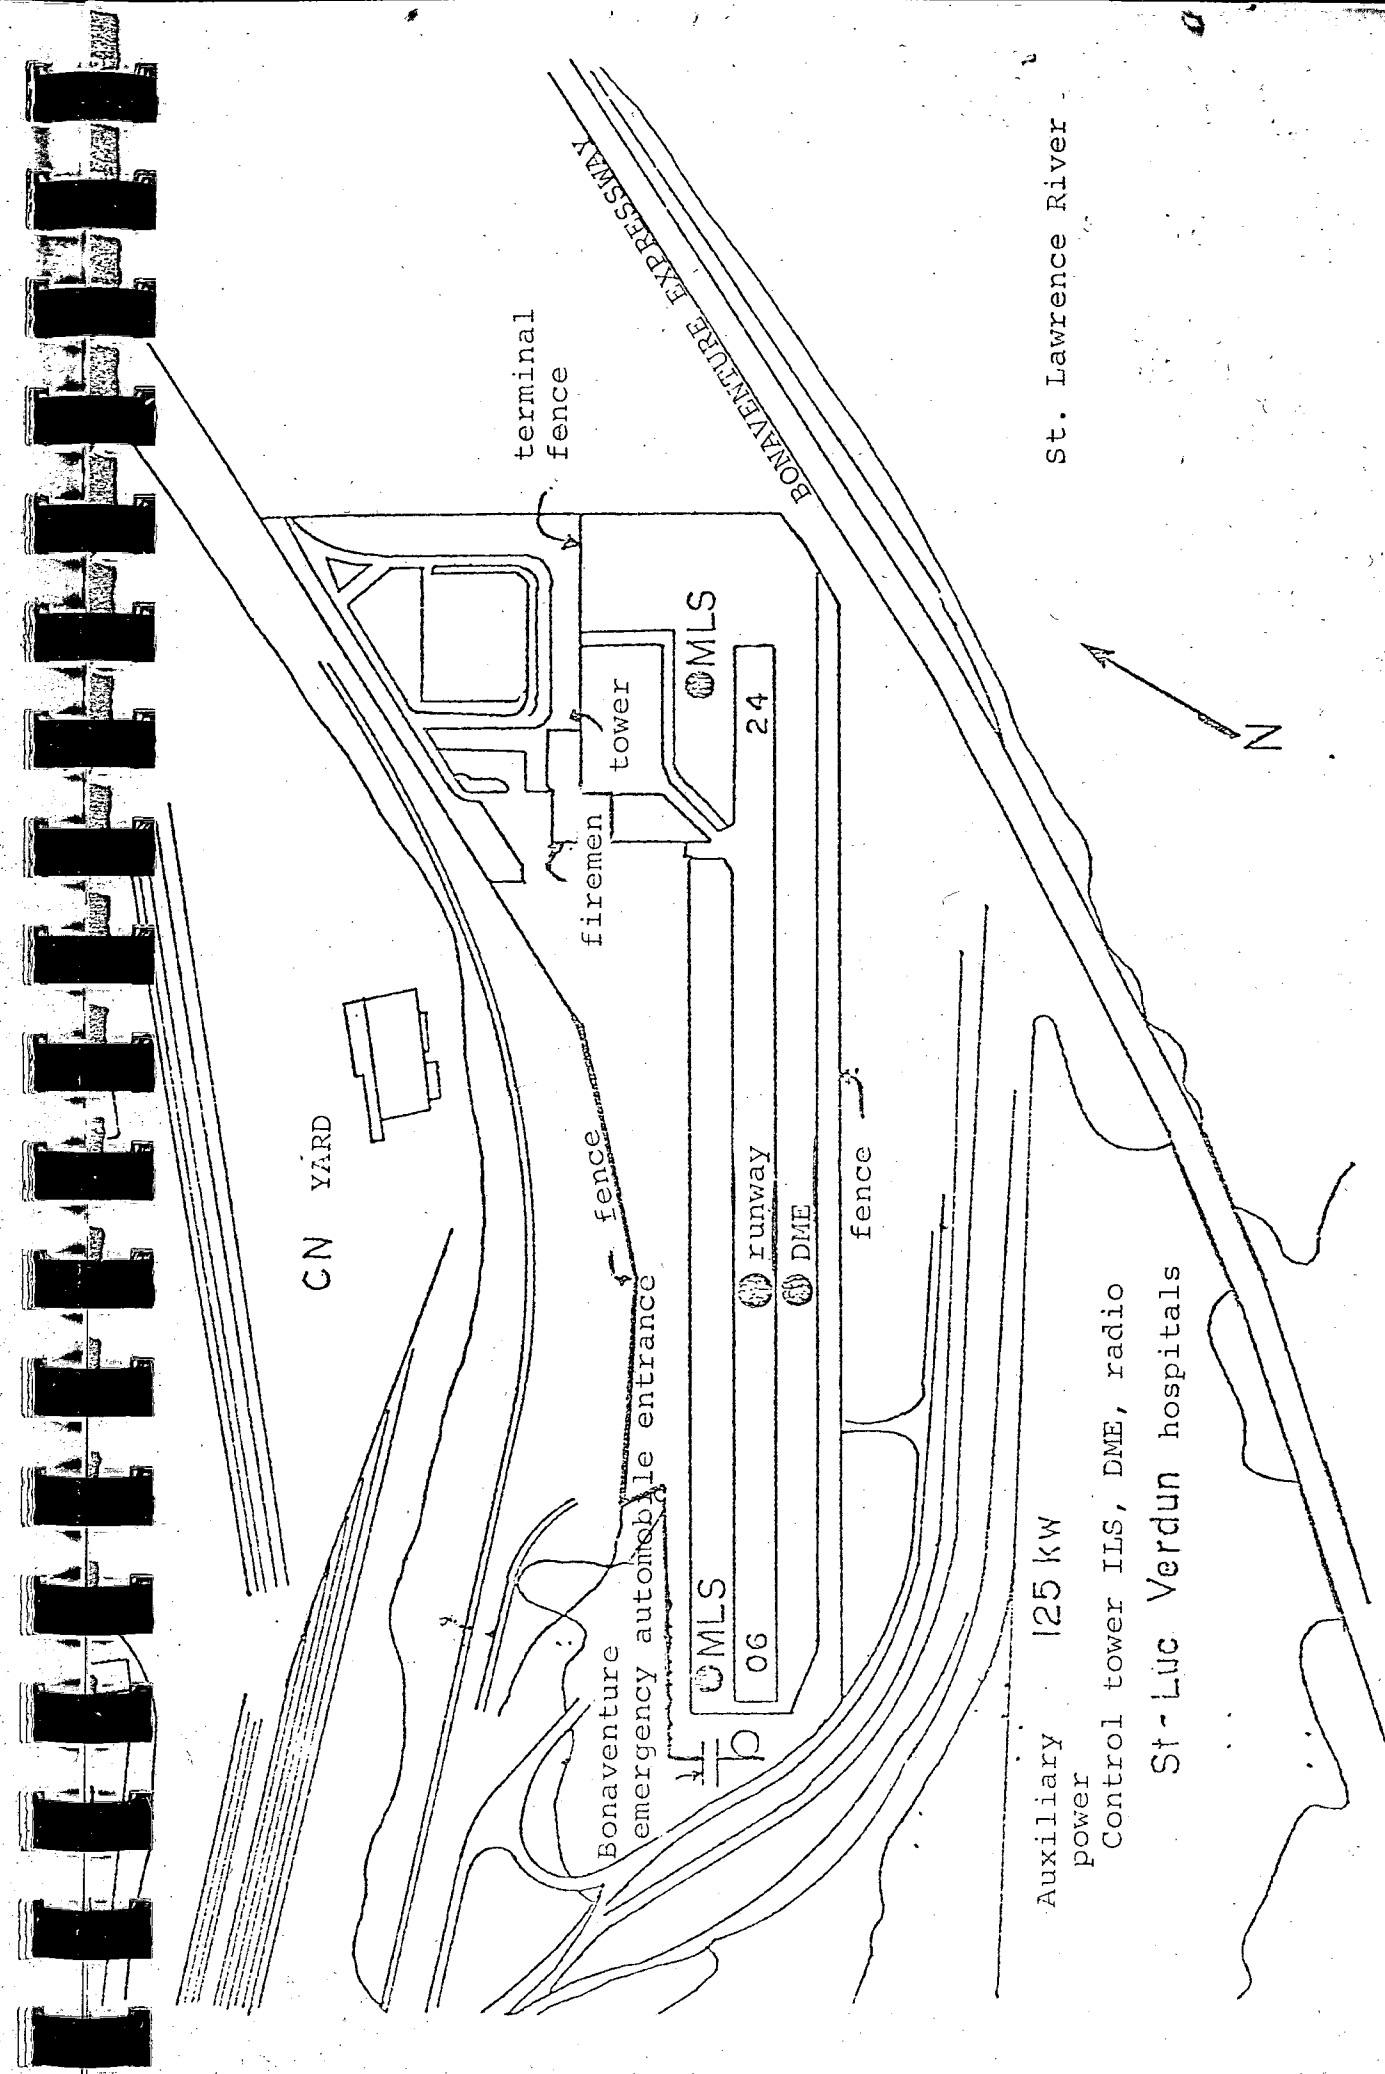 CN YARD
terminal
fence
BONAVENTURE EXPRESSWAY
St. Lawrence River
tower
MLS
24
firemen
fence
runway
DME
fence
Bonaventure
emergency automobile entrance
MLS
06
N
Auxiliary 125 kW
power
Control tower ILS, DME, radio
St-Luc Verdun hospitals